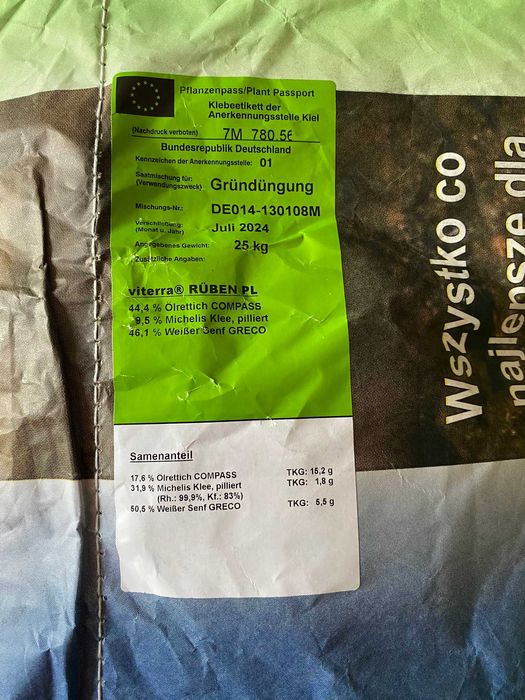 Pflanzenpass/Plant Passport
Klebeetikett der
Anerkennungsstelle Kiel
(Nachdruck verboten) 7M 780 56
Bundesrepublik Deutschland
Kennzeichen der Anerkennungsstelle: 01
Saatmischung für:
(Verwendungszweck) Gründüngung
Mischungs-Nr.: DE014-130108M
Verschließung:
(Monat u. Jahr) Juli 2024
Angegebenes Gewicht: 25 kg
Zusätzliche Angaben:
viterra® RÜBEN PL
44,4 % Ölrettich COMPASS
9,5 % Michelis Klee, pilliert
46,1 % Weißer Senf GRECO
Samenanteil
17,6 % Ölrettich COMPASS TKG: 15,2 g
31,9 % Michelis Klee, pilliert TKG: 1,8 g
(Rh.: 99,9%, Kf.: 83%)
50,5 % Weißer Senf GRECO TKG: 5,5 g
Wszystko co
najlepsze dla